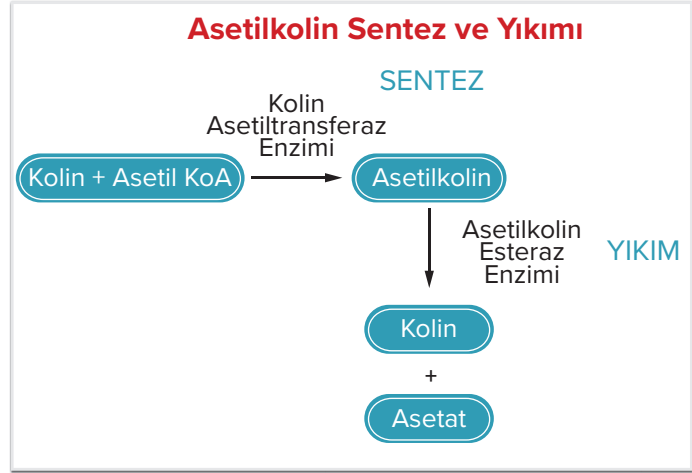 Asetilkolin Sentez ve Yıkımı
SENTEZ
Kolin
Asetiltransferaz
Enzimi
Kolin + Asetil KoA
Asetilkolin
Asetilkolin
Esteraz
Enzimi
YIKIM
Kolin
+
Asetat